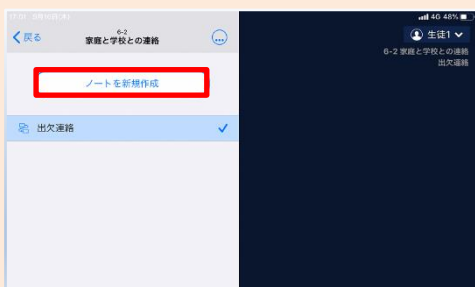 4G 48%
戻る
6-2
家庭と学校との連絡
生徒1
6-2 家庭と学校との連絡
出欠連絡
ノートを新規作成
出欠連絡